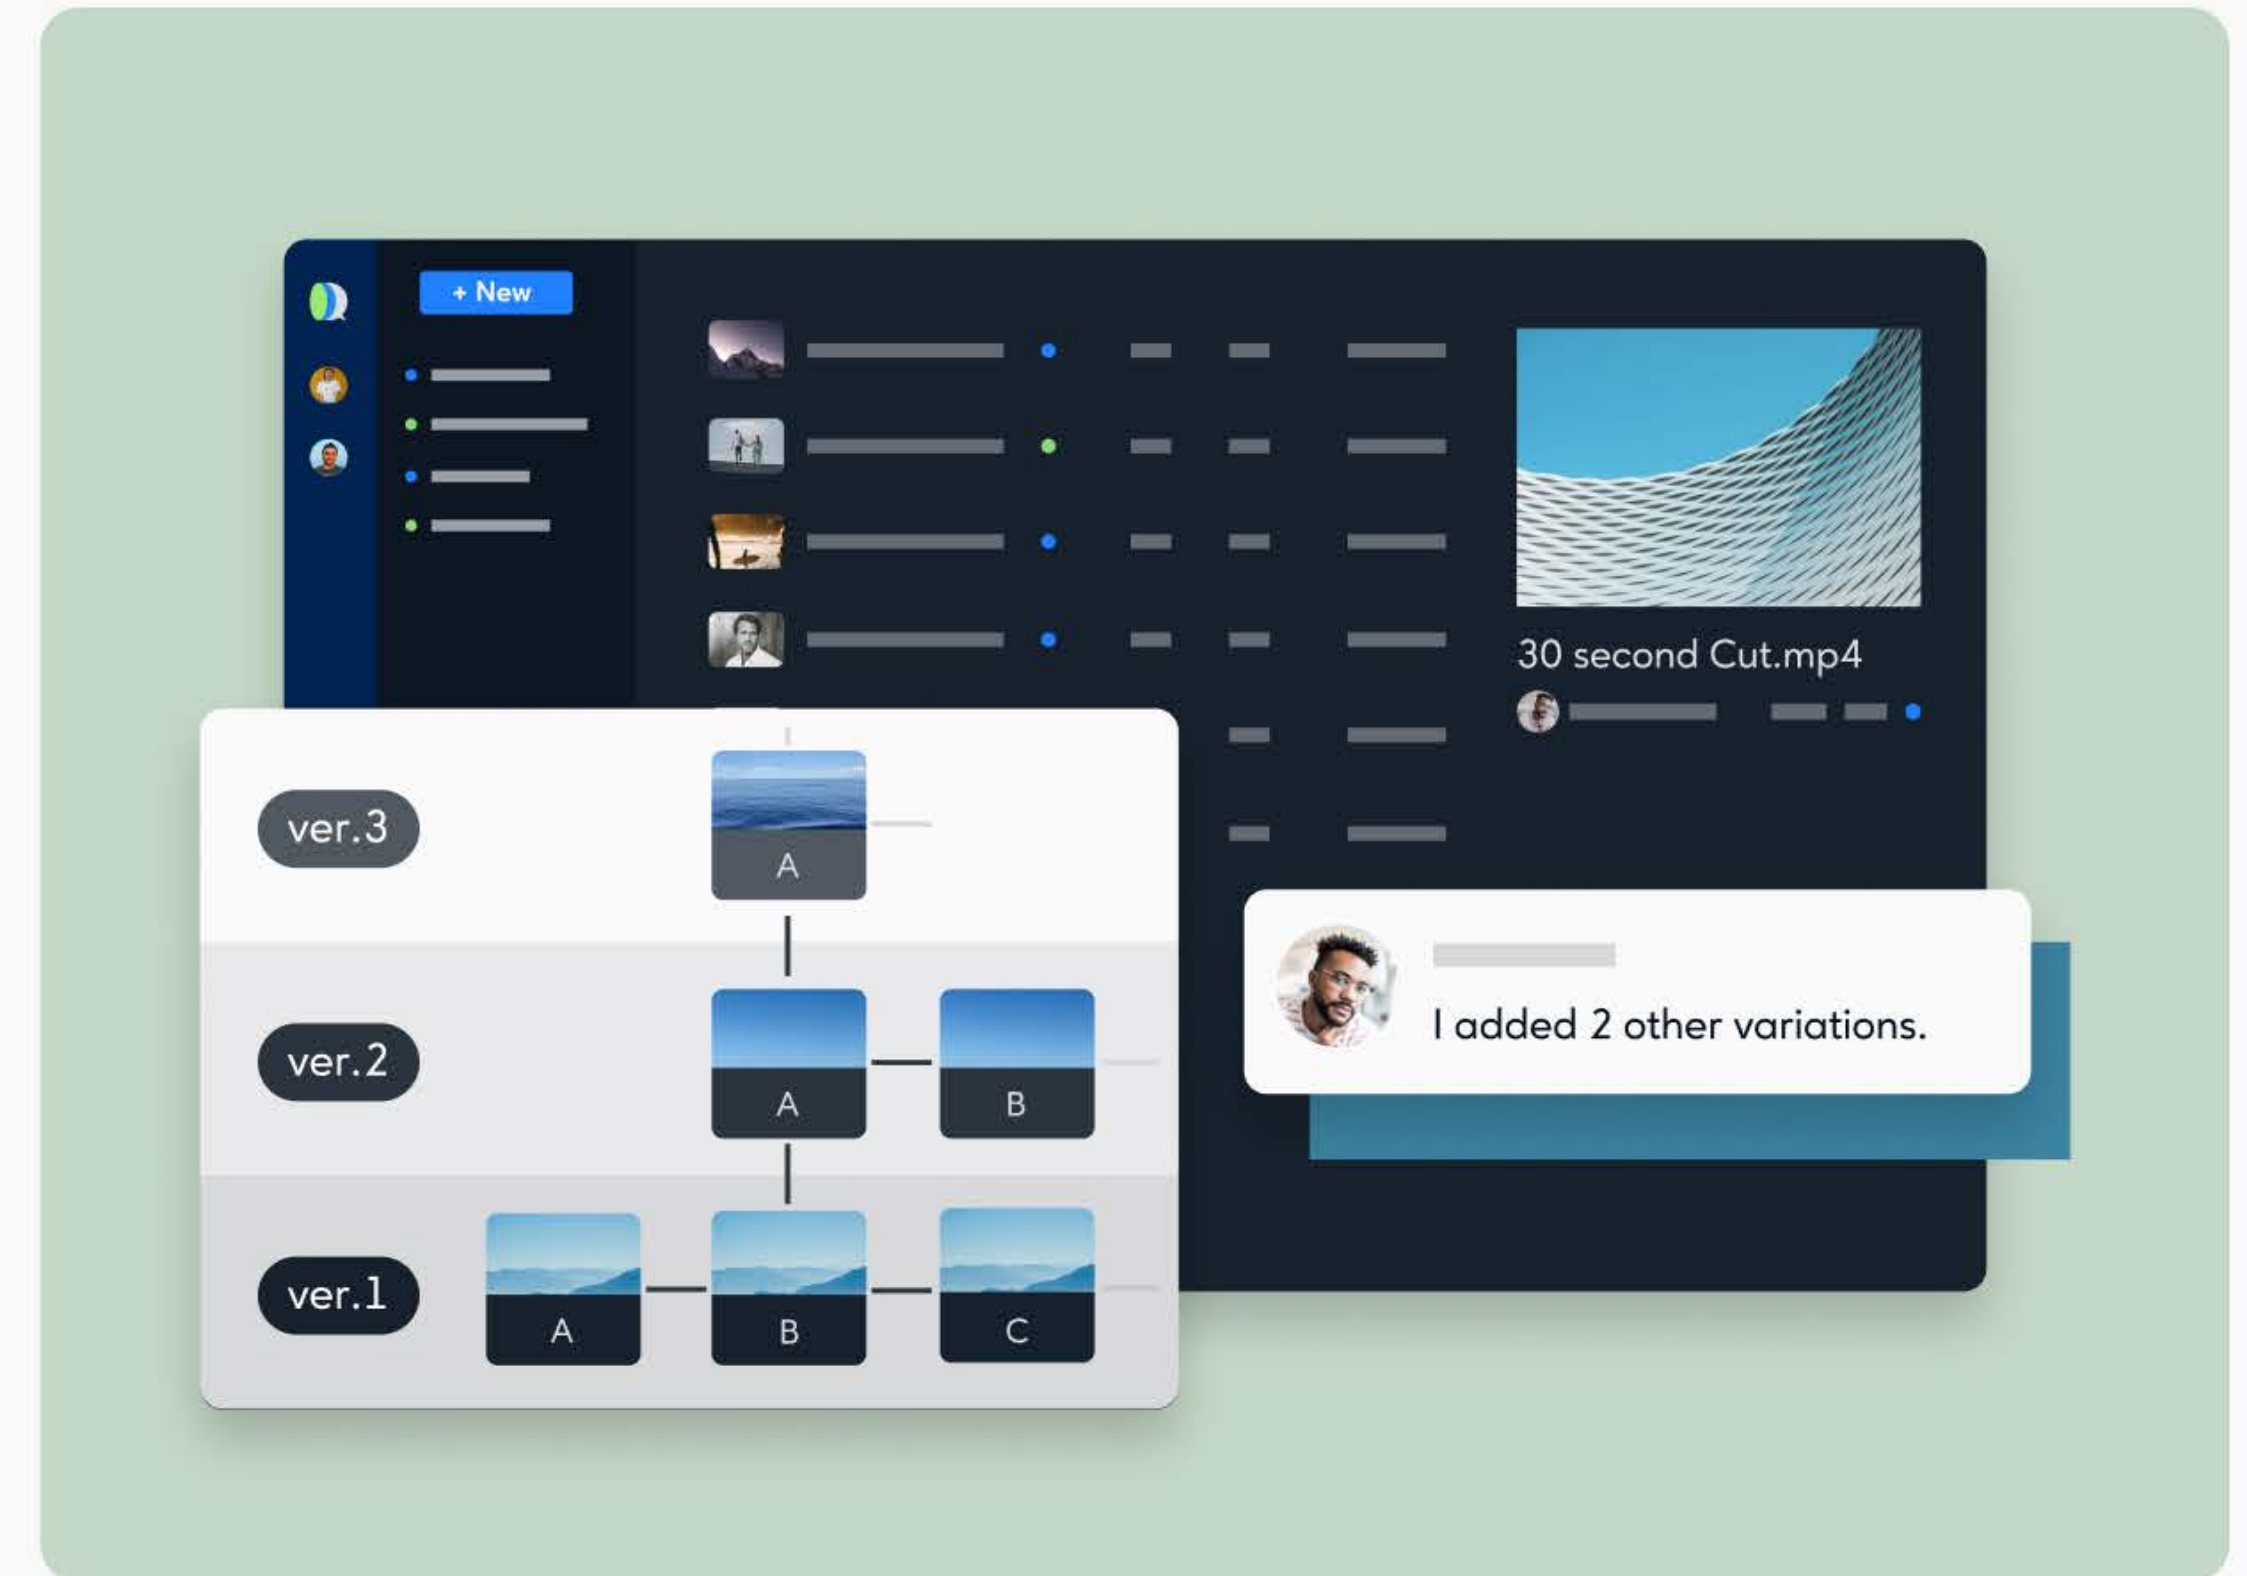 + New
30 second Cut.mp4
ver.3
A
ver.2
A
B
I added 2 other variations.
ver.1
A
B
C